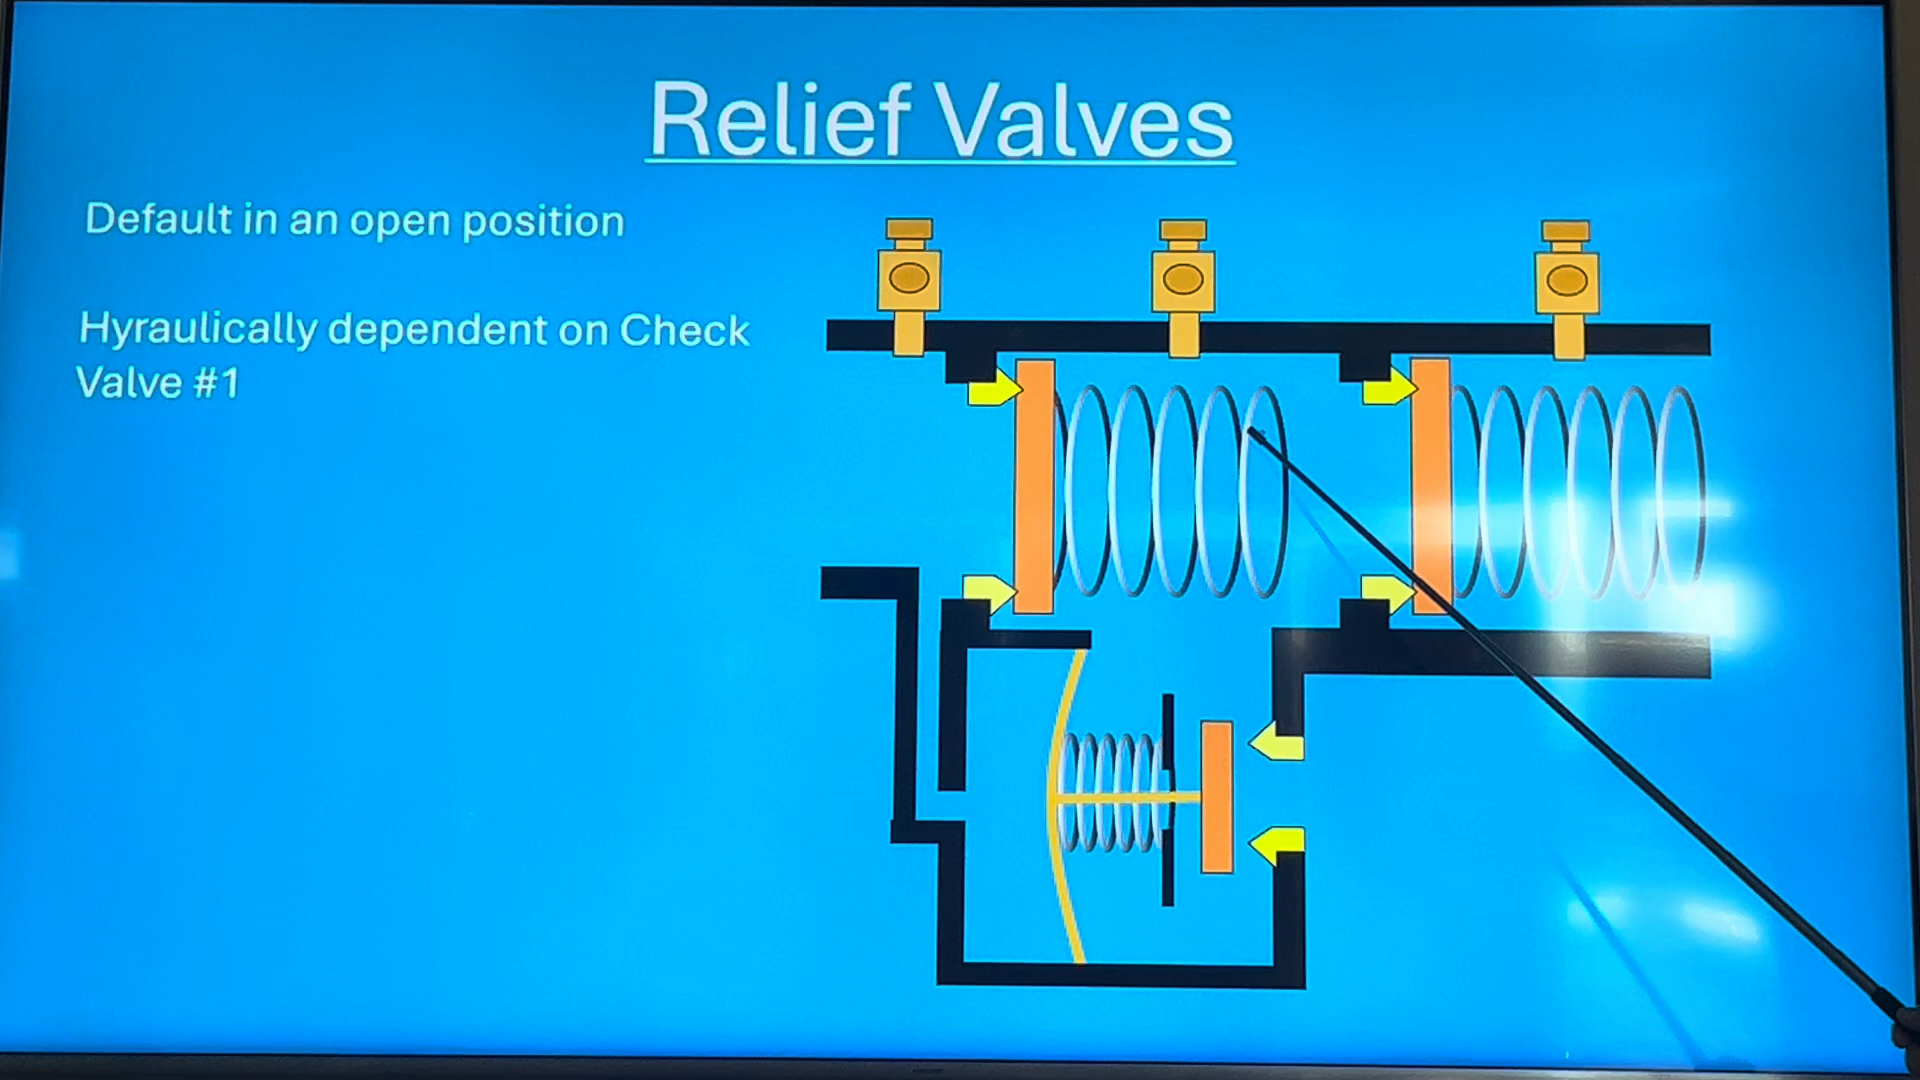 Relief Valves
Default in an open position
Hyraulically dependent on Check
Valve #1